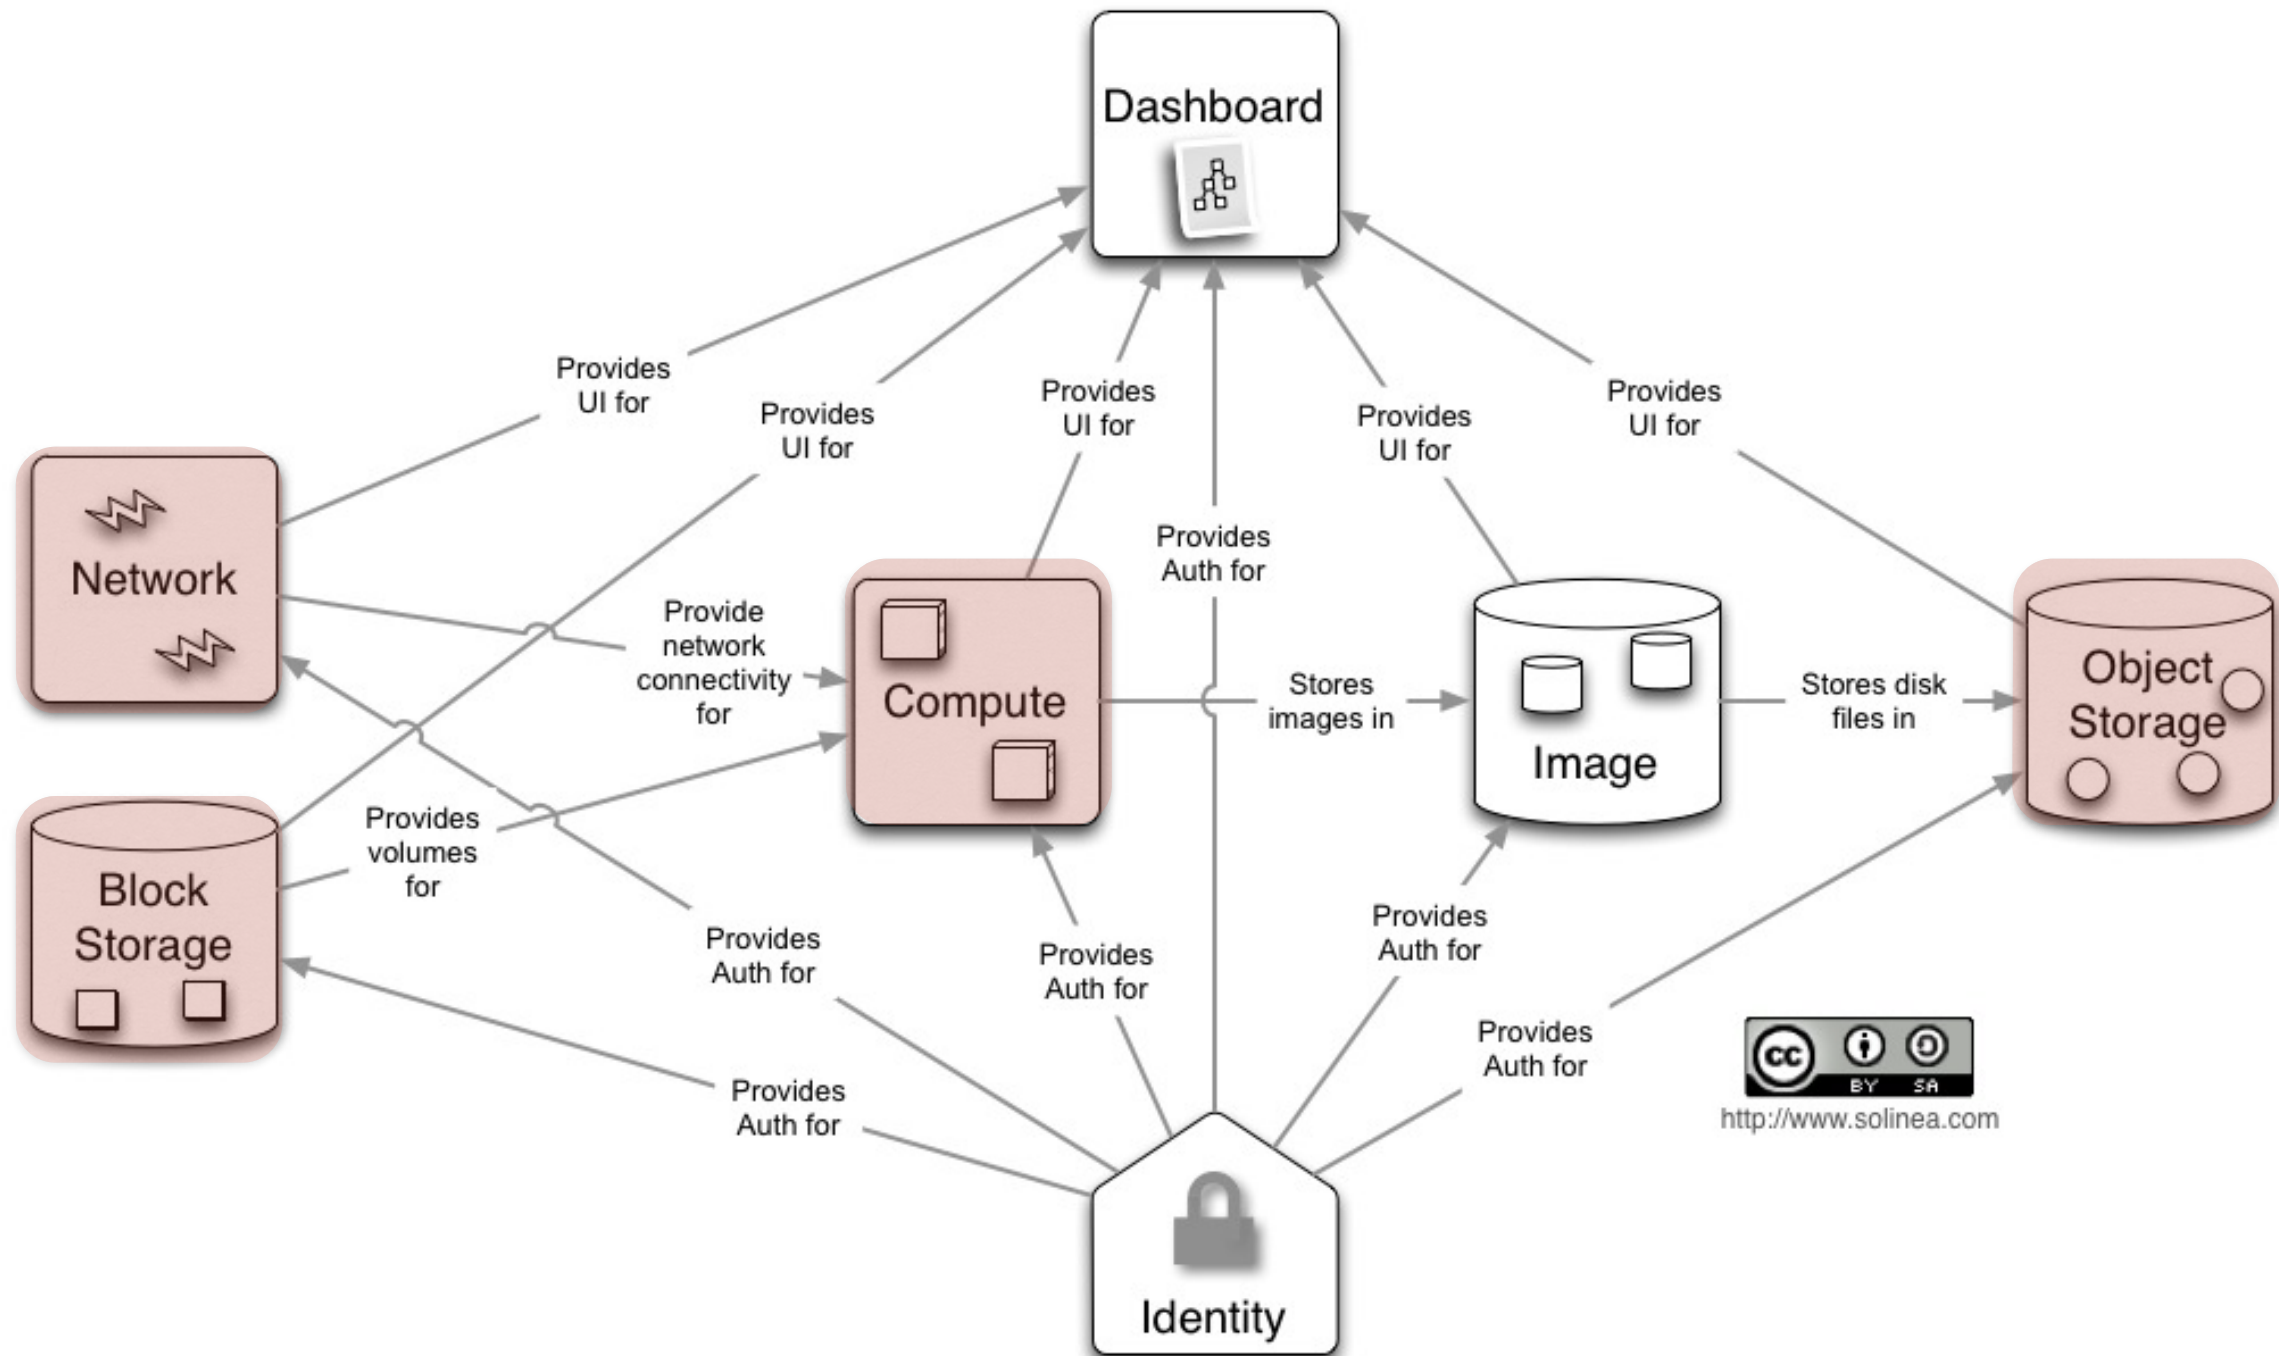 Dashboard
Provides
UI for
Provides
UI for
Provides
UI for
Provides
UI for
Provides
UI for
Network
Provides
Auth for
Provide
network
connectivity
for
Compute
Stores
images in
Image
Stores disk
files in
Object
Storage
Block
Storage
Provides
volumes
for
Provides
Auth for
Provides
Auth for
Provides
Auth for
Provides
Auth for
Provides
Auth for
cc
BY SA
http://www.solinea.com
Identity